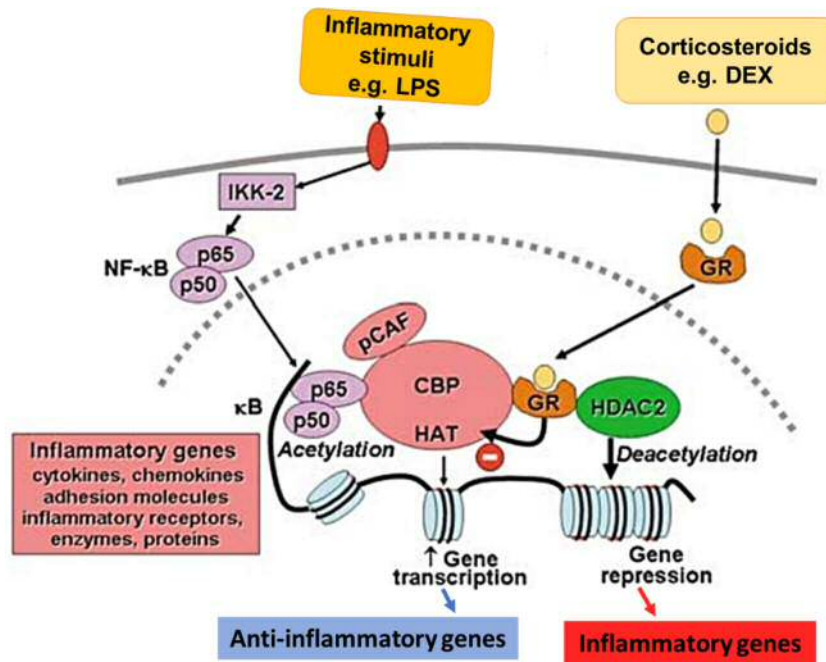 Inflammatory
stimuli
e.g. LPS
Corticosteroids
e.g. DEX
IKK-2
NF-κB
p65
p50
GR
pCAF
κB
p65
p50
CBP
HAT
GR
HDAC2
Acetylation
Deacetylation
Inflammatory genes
cytokines, chemokines
adhesion molecules
inflammatory receptors,
enzymes, proteins
↑ Gene
transcription
Gene
repression
Anti-inflammatory genes
Inflammatory genes